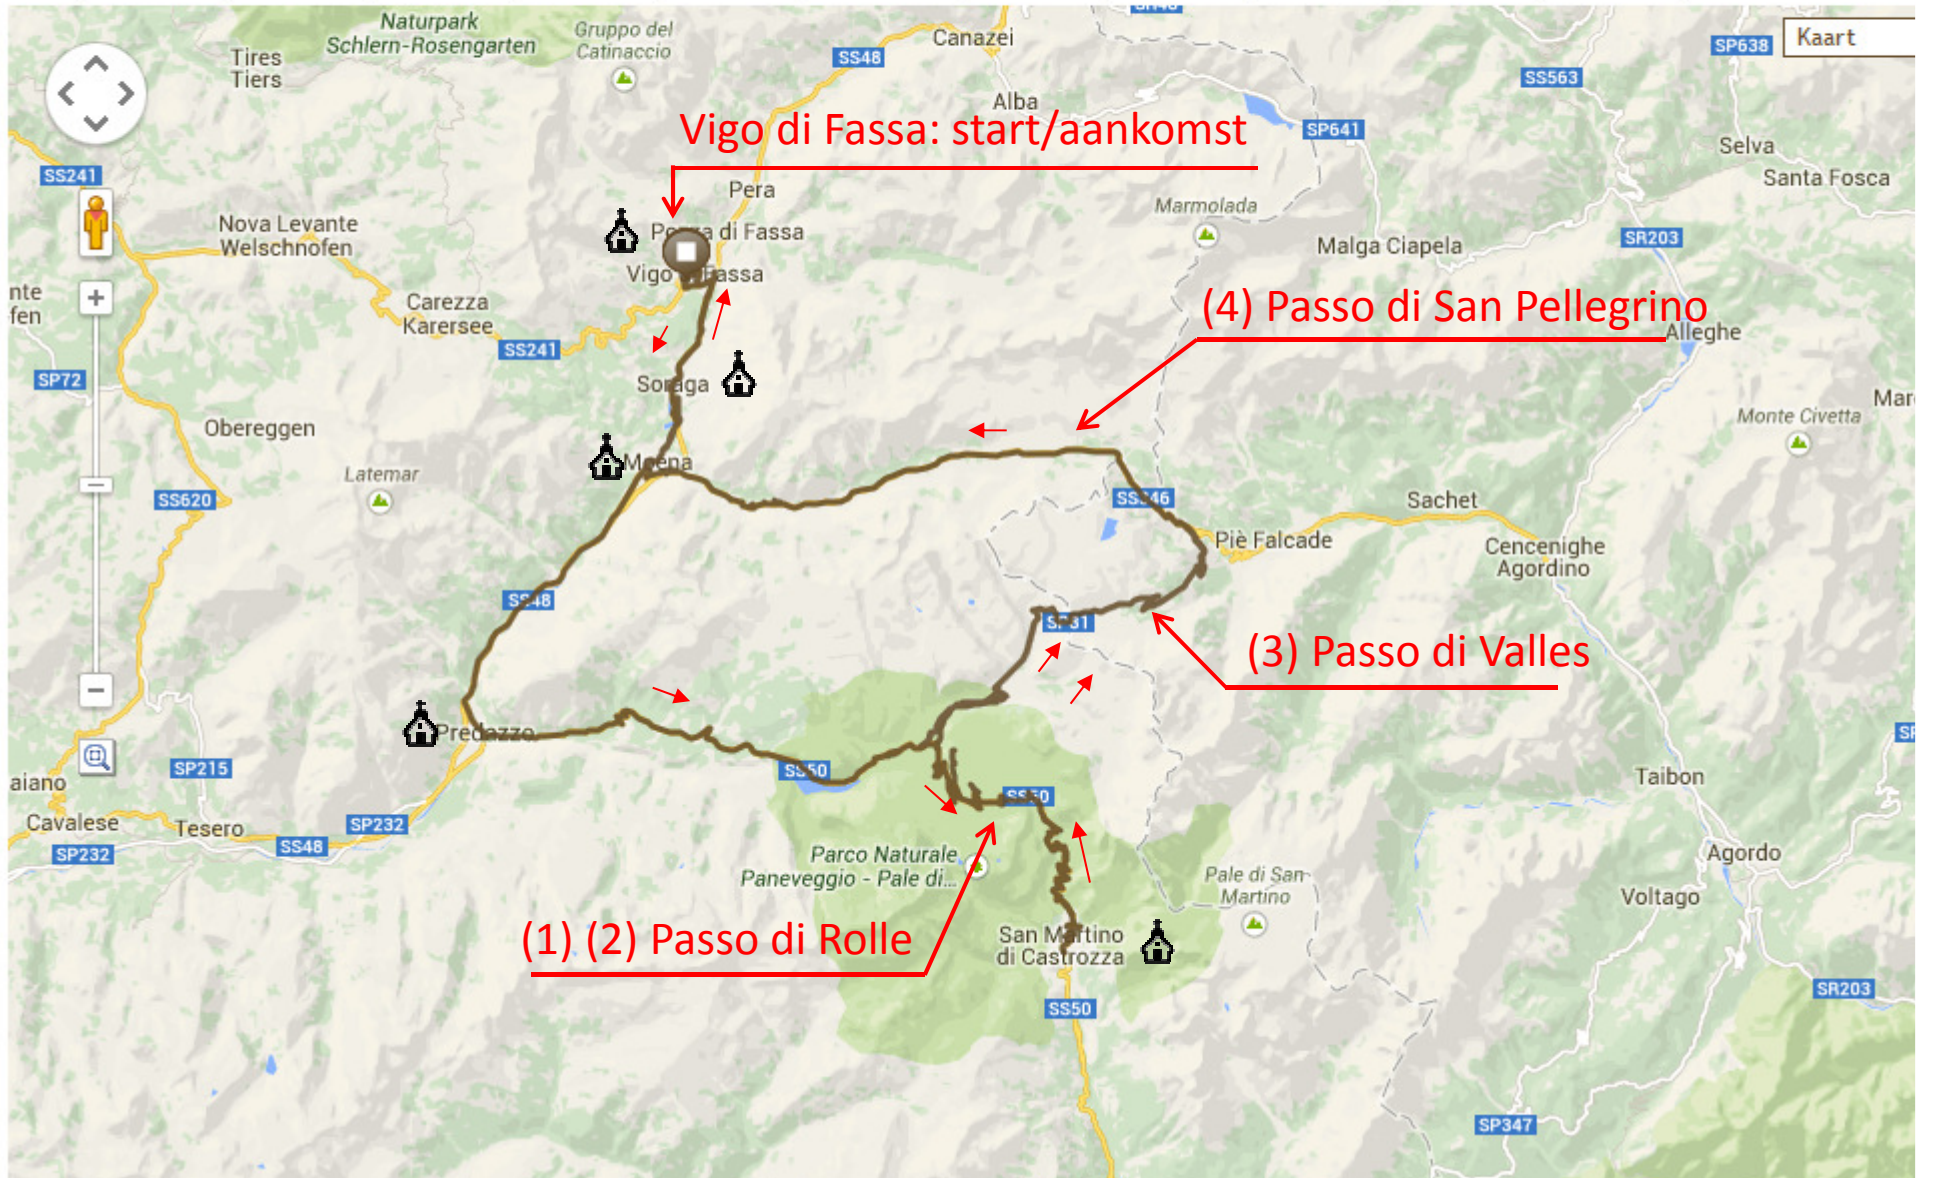 Naturpark
Schlern-Rosengarten
Gruppo del
Catinaccio
Canazei
SS48
SP638
Kaart
Tires
Tiers
SS563
Alba
Vigo di Fassa: start/aankomst
SP641
Selva
SS241
Pera
Santa Fosca
Marmolada
Nova Levante
Welschnofen
Pozza di Fassa
SR203
Malga Ciapela
Vigo di Fassa
nte
fen
Carezza
Karersee
(4) Passo di San Pellegrino
Alleghe
SS241
SP72
Soraga
Mar
Monte Civetta
Obereggen
Moena
Latemar
SS620
SS346
Sachet
Piè Falcade
Cencenighe
Agordino
SS48
SP81
(3) Passo di Valles
Predazzo
SP215
SS50
Taibon
aiano
SS50
Cavalese
Tesero
SP232
SS48
SP232
Parco Naturale
Paneveggio - Pale di...
Agordo
Pale di San
Martino
Voltago
(1) (2) Passo di Rolle
San Martino
di Castrozza
SR203
SS50
SP347